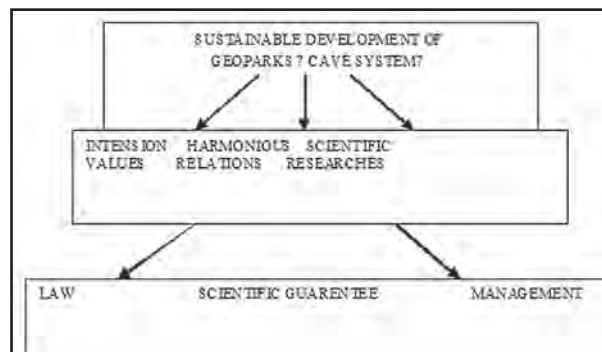 SUSTAINABLE DEVELOPMENT OF
GEOPARKS ? CAVE SYSTEM?
INTENSION HARMONIOUS SCIENTIFIC
VALUES RELATIONS RESEARCHES
LAW SCIENTIFIC GUARENTEE MANAGEMENT